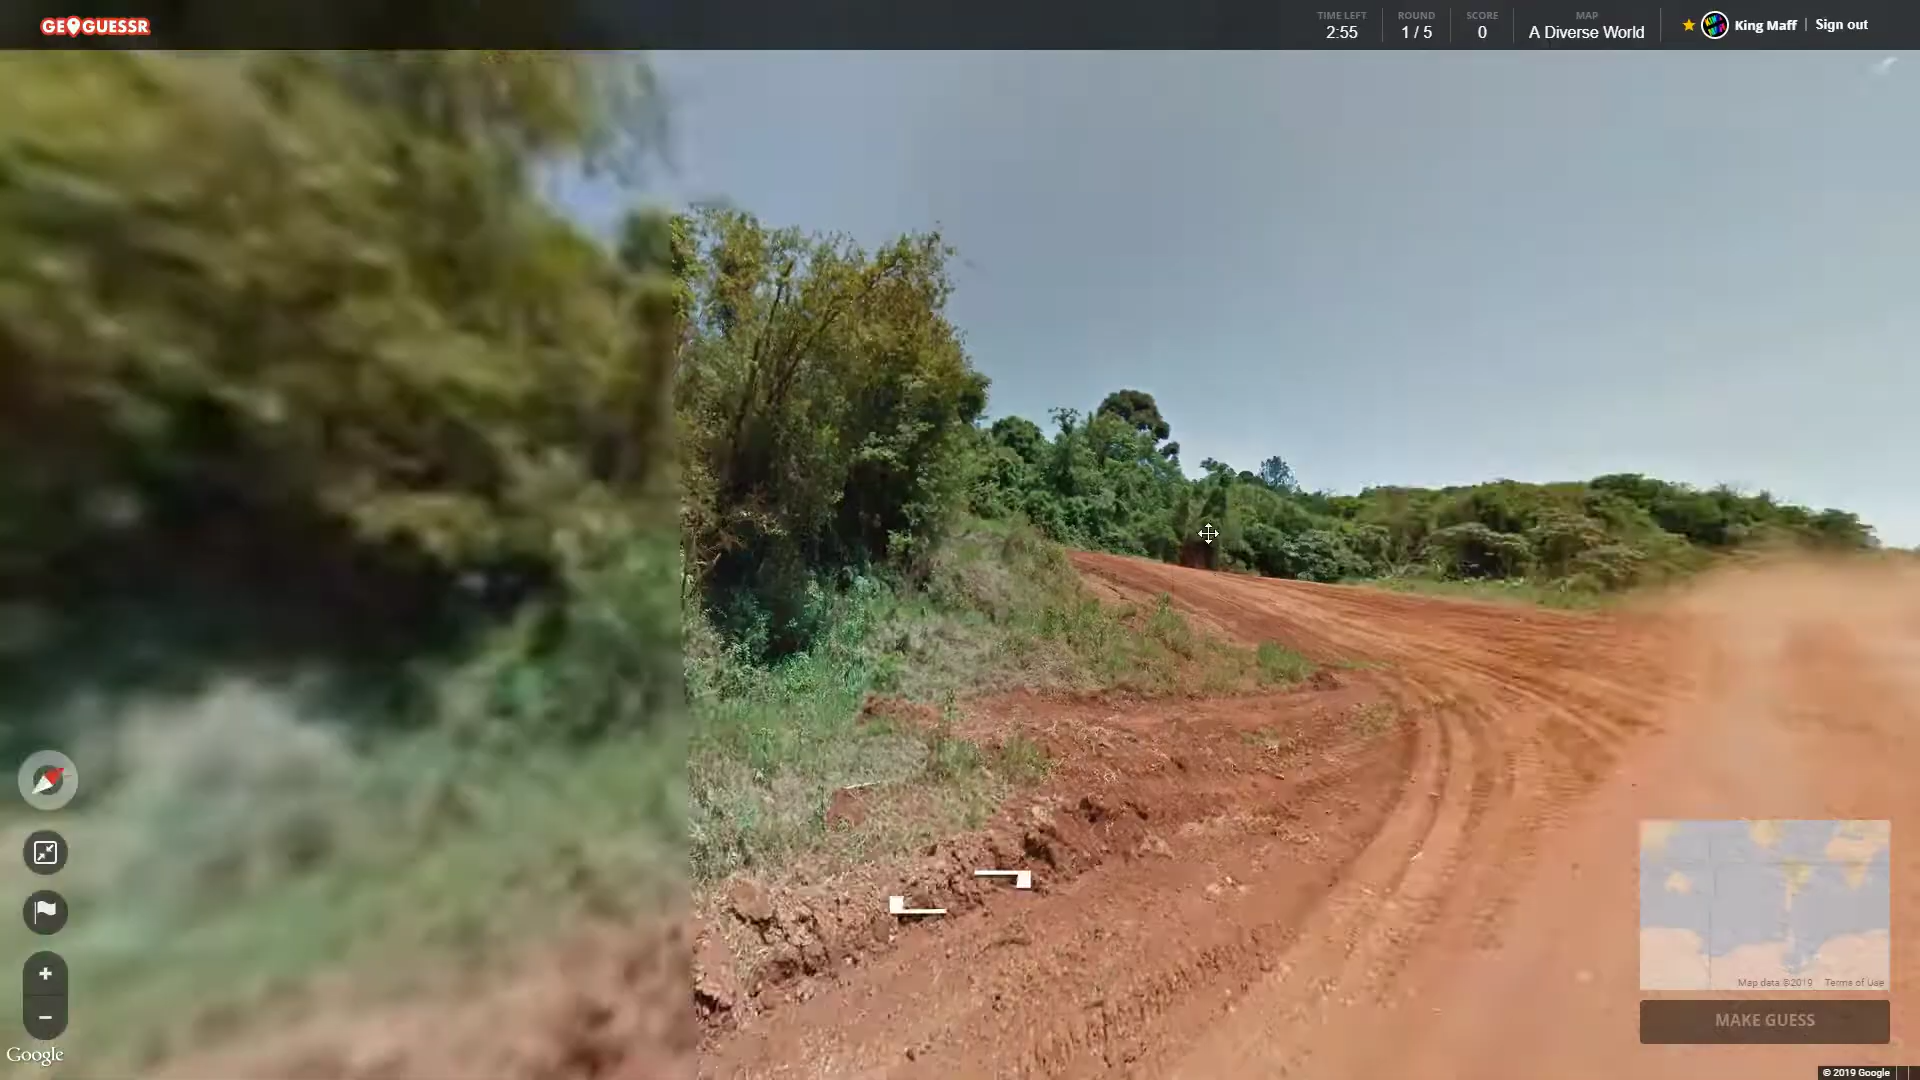 GEOGUESSR
TIME LEFT
2:55
ROUND
1 / 5
SCORE
0
MAP
A Diverse World
King Maff
Sign out
Map data ©2019
Terms of Use
MAKE GUESS
Google
© 2019 Google